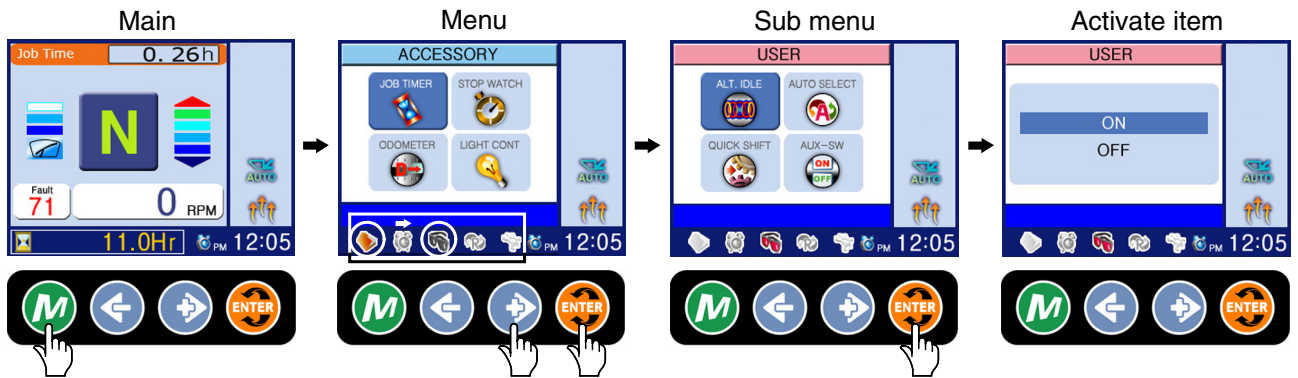 Main
Job Time
0. 26h
N
Fault
71
0 RPM
AUTO
11.0Hr
PM 12:05
M
ENTER
Menu
ACCESSORY
JOB TIMER
STOP WATCH
ODOMETER
LIGHT CONT
AUTO
PM 12:05
M
ENTER
Sub menu
USER
ALT. IDLE
AUTO SELECT
A
QUICK SHIFT
AUX-SW
ON
OFF
AUTO
PM 12:05
M
ENTER
Activate item
USER
ON
OFF
AUTO
PM 12:05
M
ENTER